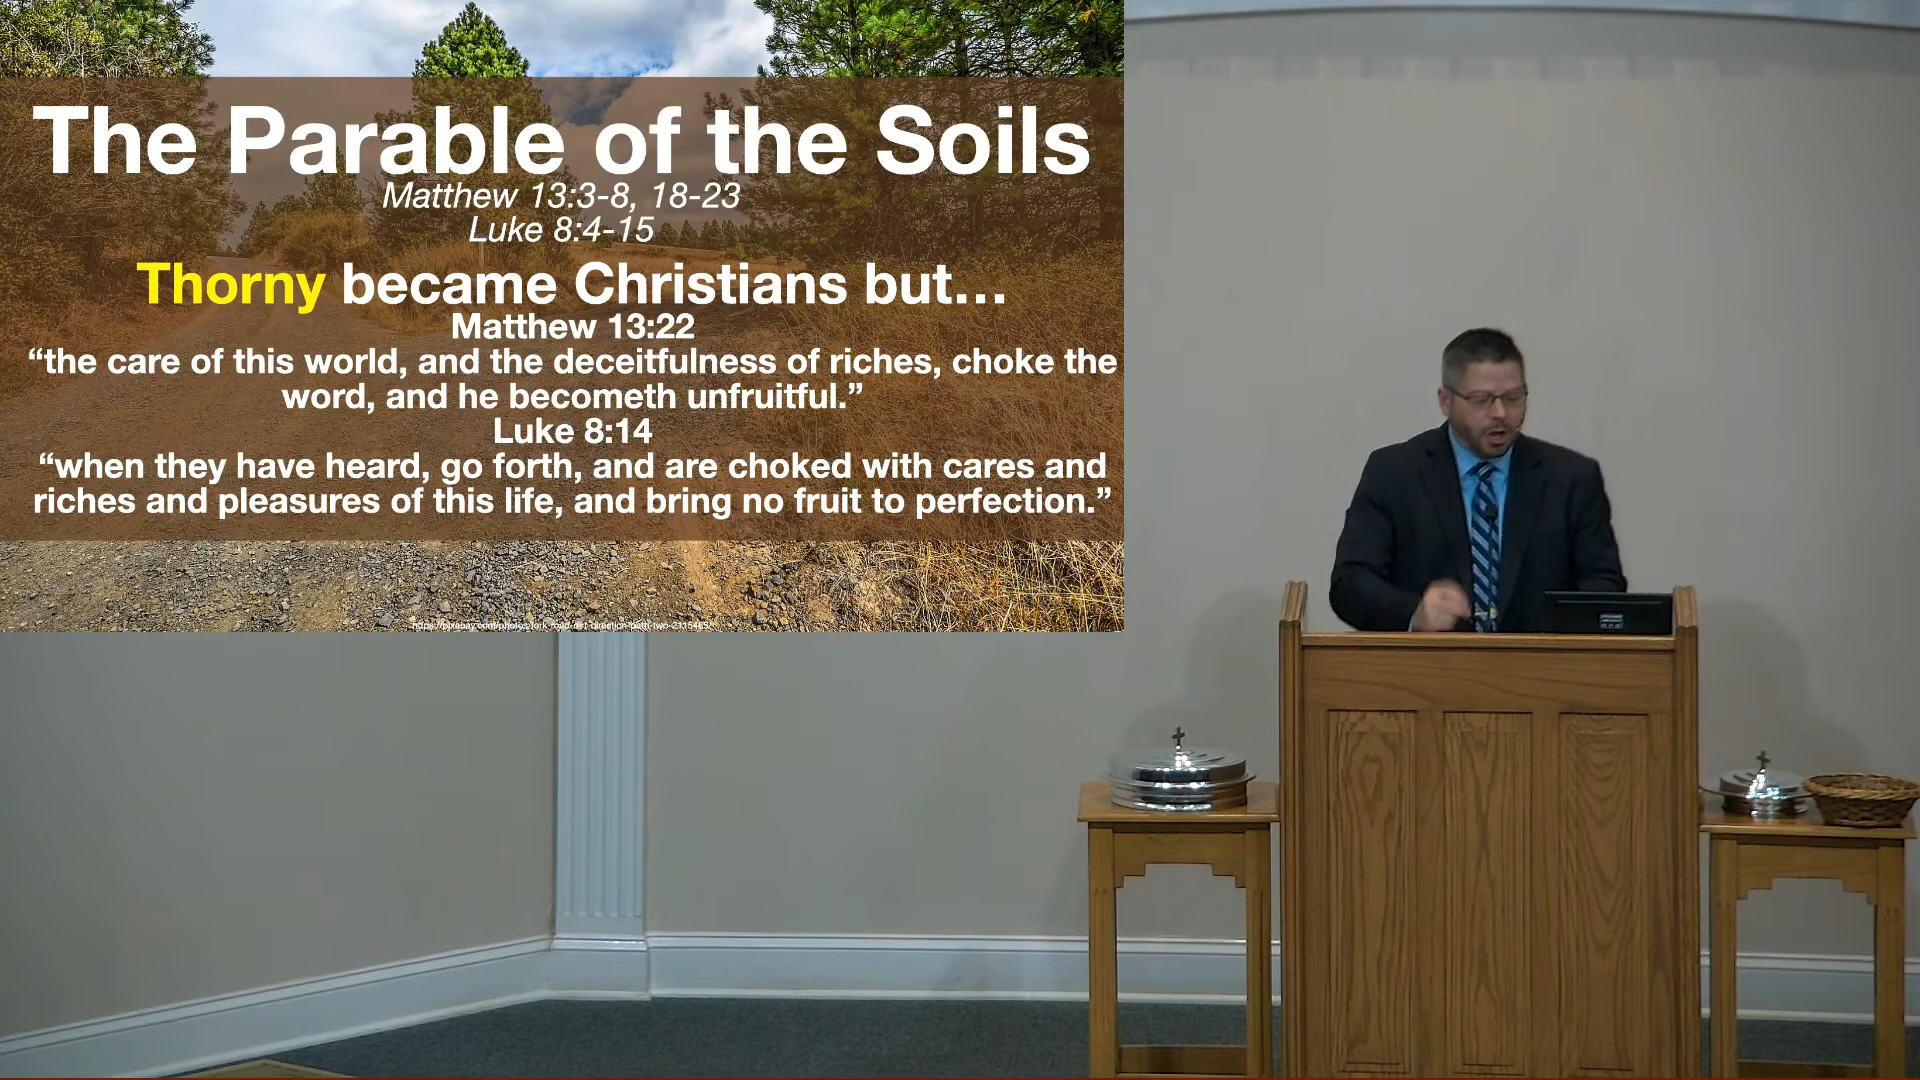 The Parable of the Soils
Matthew 13:3-8, 18-23
Luke 8:4-15
Thorny became Christians but…
Matthew 13:22
“the care of this world, and the deceitfulness of riches, choke the
word, and he becometh unfruitful.”
Luke 8:14
“when they have heard, go forth, and are choked with cares and
riches and pleasures of this life, and bring no fruit to perfection.”